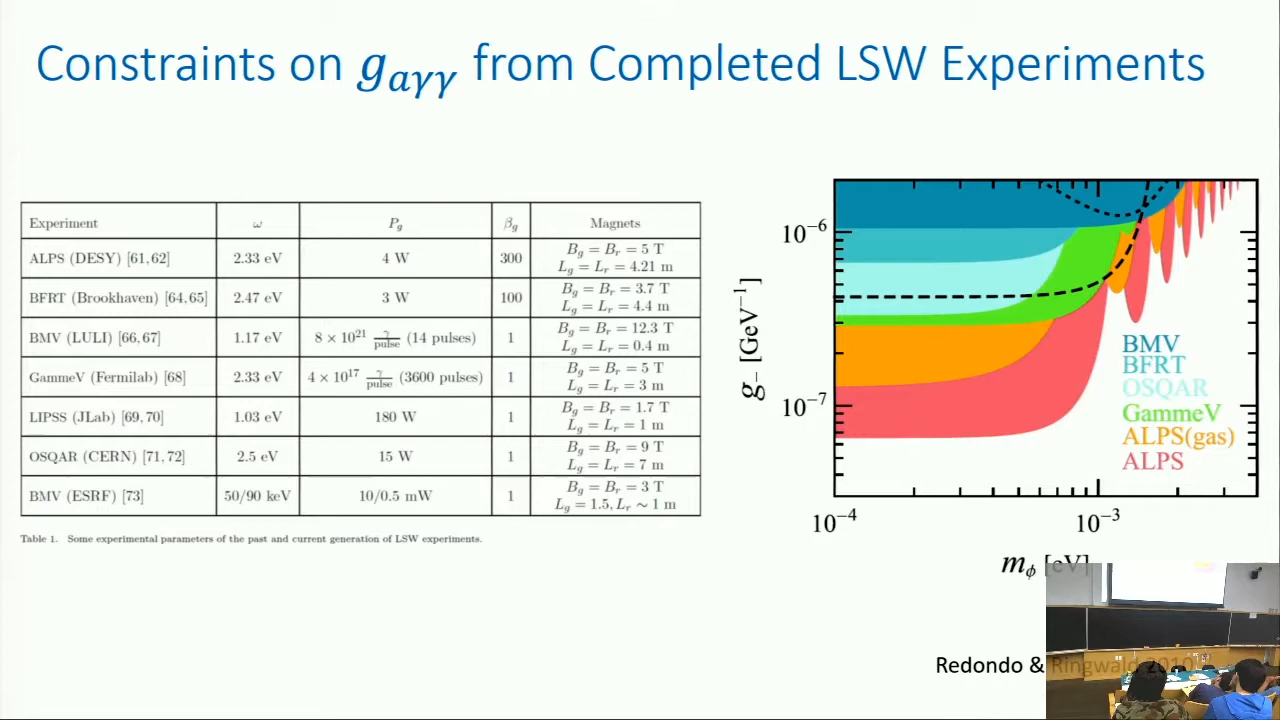 Constraints on gₐᵧᵧ from Completed LSW Experiments
Experiment ω P_g β_g Magnets
ALPS (DESY) [61,62] 2.33 eV 4 W 300 B_g = B_r = 5 T
L_g = L_r = 4.21 m
BFRT (Brookhaven) [64,65] 2.47 eV 3 W 100 B_g = B_r = 3.7 T
L_g = L_r = 4.4 m
BMV (LULI) [66,67] 1.17 eV 8 × 10²¹ γ/pulse (14 pulses) 1 B_g = B_r = 12.3 T
L_g = L_r = 0.4 m
GammeV (Fermilab) [68] 2.33 eV 4 × 10¹⁷ γ/pulse (3600 pulses) 1 B_g = B_r = 5 T
L_g = L_r = 3 m
LIPSS (JLab) [69,70] 1.03 eV 180 W 1 B_g = B_r = 1.7 T
L_g = L_r = 1 m
OSQAR (CERN) [71,72] 2.5 eV 15 W 1 B_g = B_r = 9 T
L_g = L_r = 7 m
BMV (ESRF) [73] 50/90 keV 10/0.5 mW 1 B_g = B_r = 3 T
L_g = 1.5, L_r ∼ 1 m
Table 1. Some experimental parameters of the past and current generation of LSW experiments.
10⁻⁶
g₋ [GeV⁻¹]
10⁻⁷
BMV
BFRT
OSQAR
GammeV
ALPS(gas)
ALPS
10⁻⁴ 10⁻³
m_ϕ [eV]
Redondo & Ringwald 2010